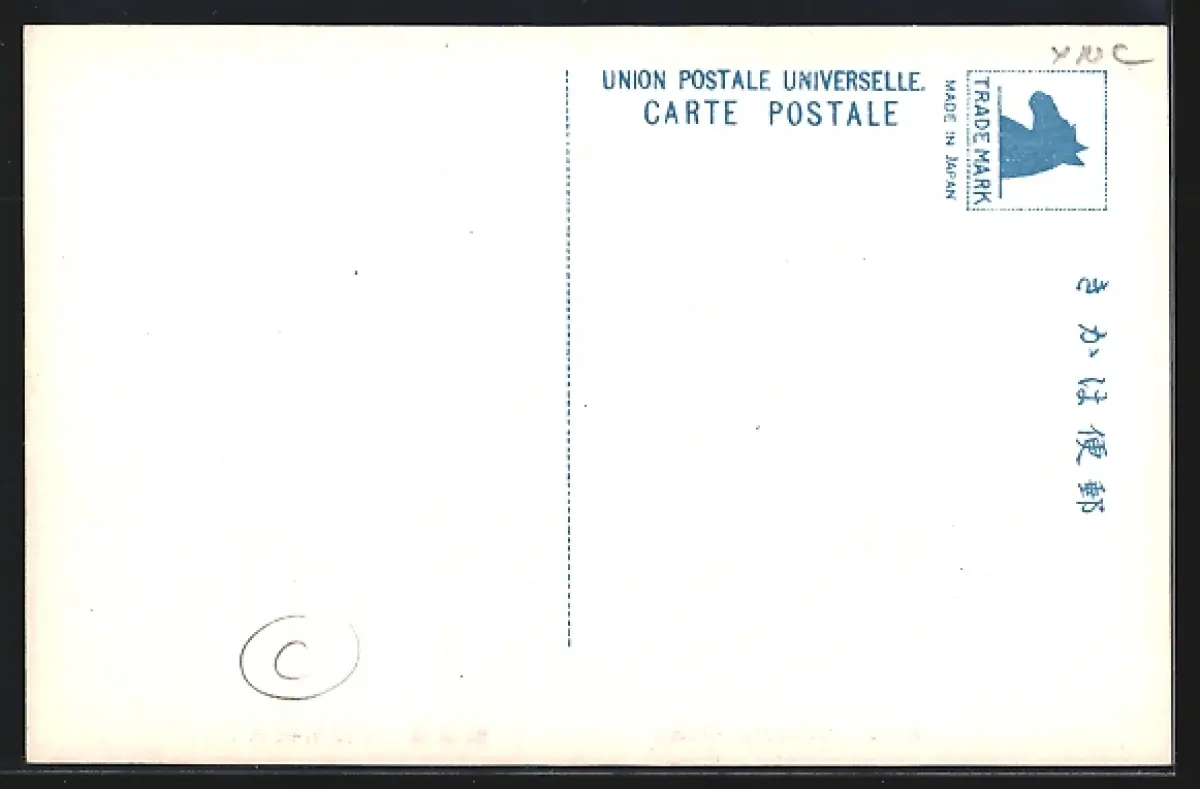 UNION POSTALE UNIVERSELLE.
CARTE POSTALE
TRADE MARK
MADE IN JAPAN
きかは便郵
C